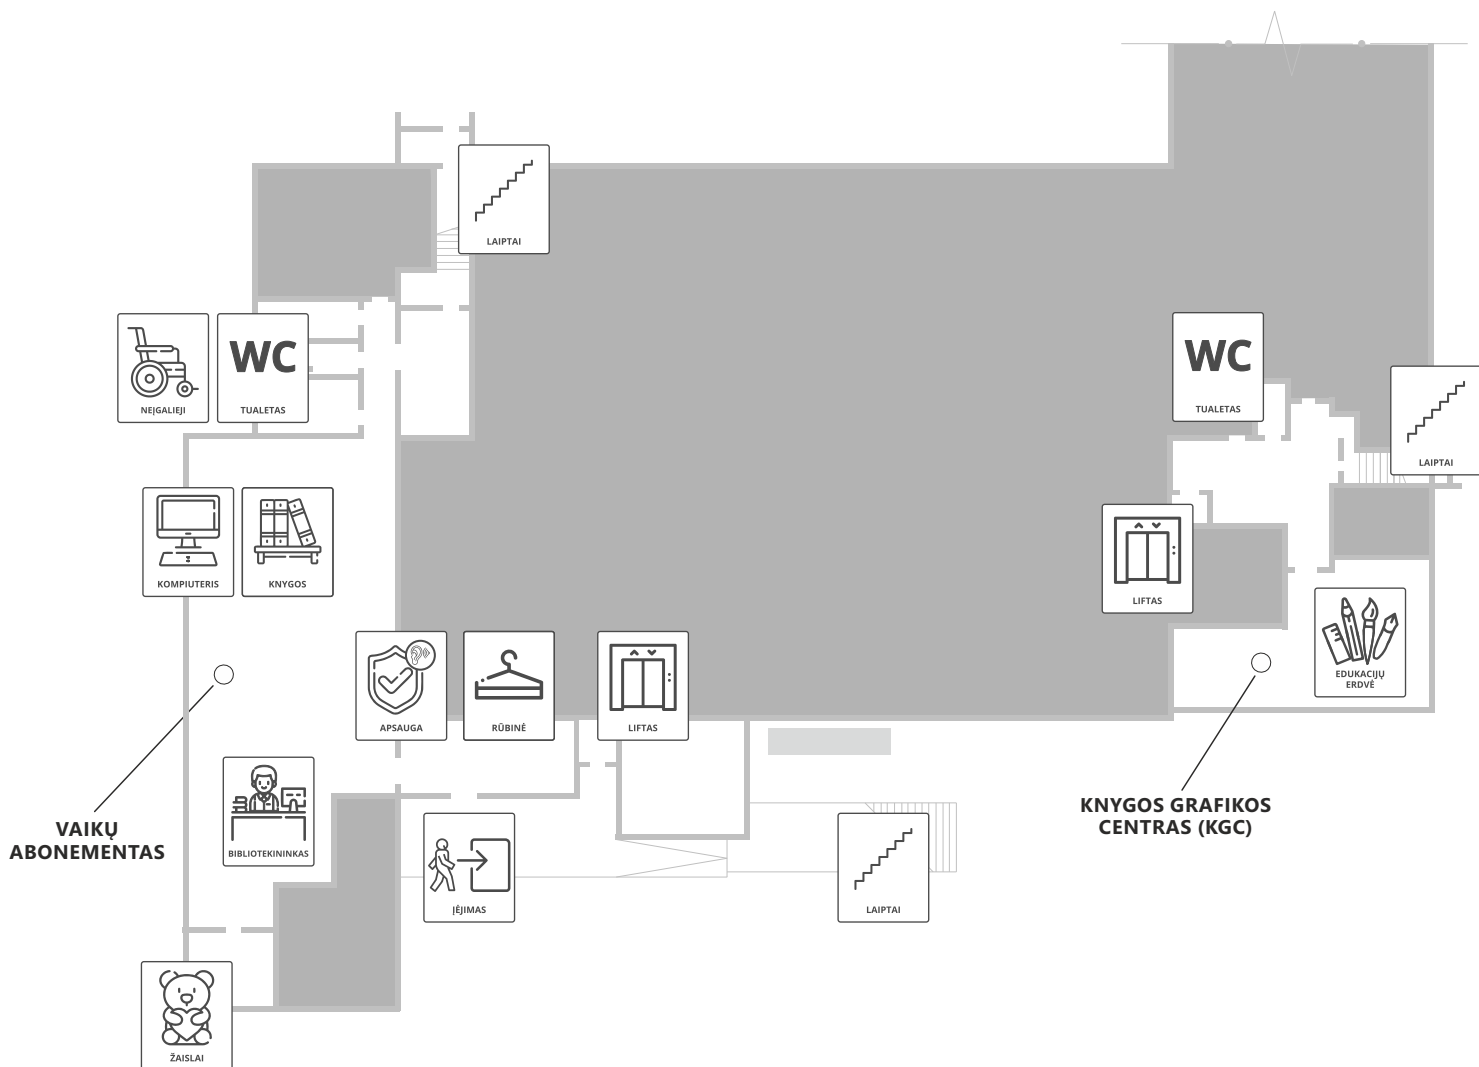 LAIPTAI
NEĮGALIEJI
WC
TUALETAS
WC
TUALETAS
LAIPTAI
KOMPIUTERIS
KNYGOS
LIFTAS
APSAUGA
RŪBINĖ
LIFTAS
EDUKACIJŲ
ERDVĖ
VAIKŲ
ABONEMENTAS
BIBLIOTEKININKAS
KNYGOS GRAFIKOS
CENTRAS (KGC)
ĮĖJIMAS
LAIPTAI
ŽAISLAI